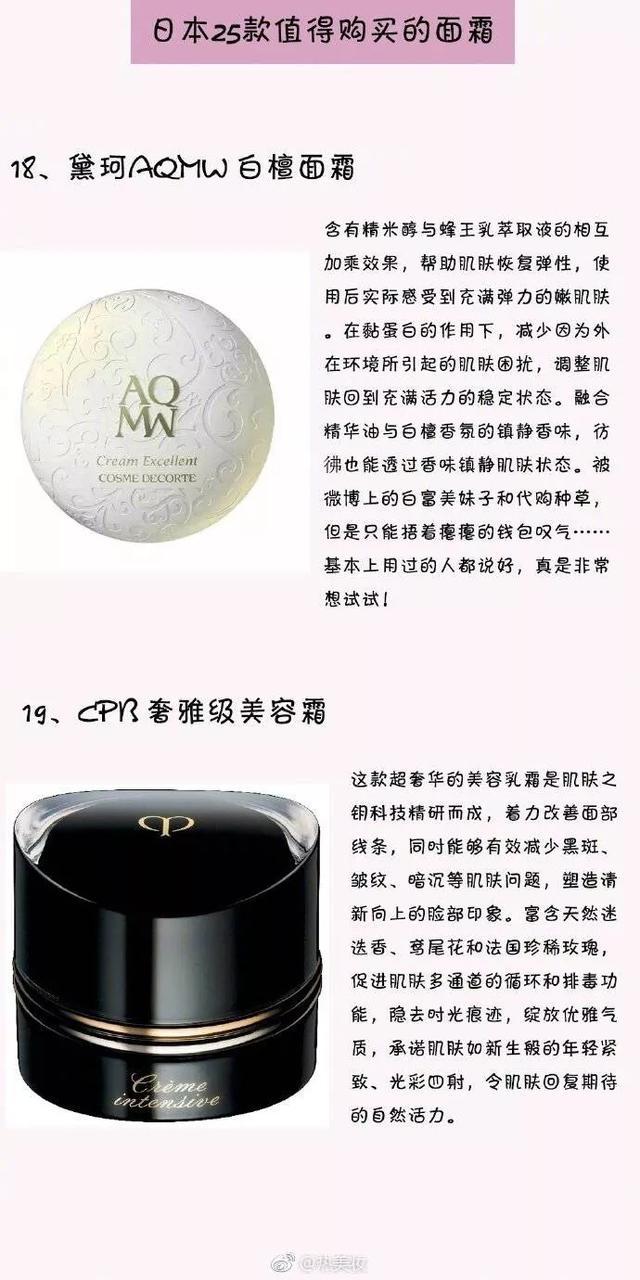 日本25款值得购买的面霜
18、黛珂AQMW 白檀面霜
含有精米醇与蜂王乳萃取液的相互
加乘效果，帮助肌肤恢复弹性，使
用后实际感受到充满弹力的嫩肌肤
。在黏蛋白的作用下，减少因为外
在环境所引起的肌肤困扰，调整肌
肤回到充满活力的稳定状态。融合
精华油与白檀香氛的镇静香味，彷
彿也能透过香味镇静肌肤状态。被
微博上的白富美妹子和代购种草，
但是只能捂着瘪瘪的钱包叹气……
基本上用过的人都说好，真是非常
想试试！
AQ
MW
Cream Excellent
COSME DECORTE
19、CPB 奢雅级美容霜
这款超奢华的美容乳霜是肌肤之
钥科技精研而成，着力改善面部
线条，同时能够有效减少黑斑、
皱纹、暗沉等肌肤问题，塑造清
新向上的脸部印象。富含天然迷
迭香、鸢尾花和法国珍稀玫瑰，
促进肌肤多通道的循环和排毒功
能，隐去时光痕迹，绽放优雅气
质，承诺肌肤如新生般的年轻紧
致、光彩四射，令肌肤回复期待
的自然活力。
Crème
intensive
@热美妆